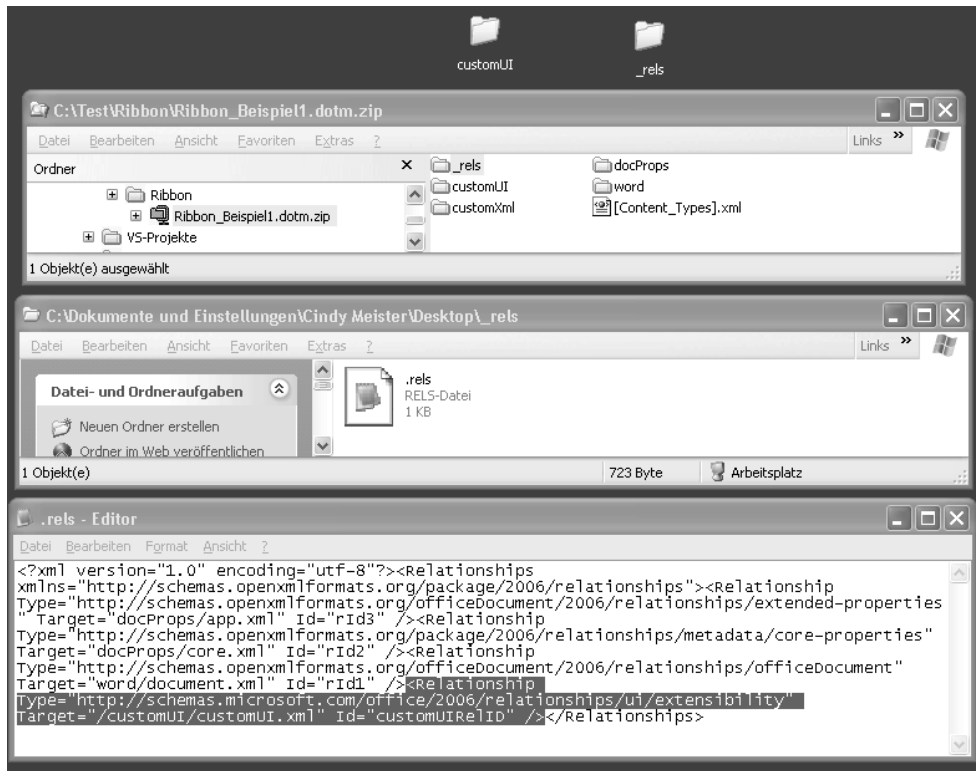 customUI
_rels
C:\Test\Ribbon\Ribbon_Beispiel1.dotm.zip
Datei Bearbeiten Ansicht Favoriten Extras ? Links »
Ordner
Ribbon
Ribbon_Beispiel1.dotm.zip
VS-Projekte
_rels
customUI
customXml
docProps
word
[Content_Types].xml
1 Objekt(e) ausgewählt
C:\Dokumente und Einstellungen\Cindy Meister\Desktop\_rels
Datei Bearbeiten Ansicht Favoriten Extras ? Links »
Datei- und Ordneraufgaben
Neuen Ordner erstellen
Ordner im Web veröffentlichen
.rels
RELS-Datei
1 KB
1 Objekt(e) 723 Byte Arbeitsplatz
.rels - Editor
Datei Bearbeiten Format Ansicht ?
<?xml version="1.0" encoding="utf-8"?><Relationships
xmlns="http://schemas.openxmlformats.org/package/2006/relationships"><Relationship
Type="http://schemas.openxmlformats.org/officeDocument/2006/relationships/extended-properties
" Target="docProps/app.xml" Id="rId3" /><Relationship
Type="http://schemas.openxmlformats.org/package/2006/relationships/metadata/core-properties"
Target="docProps/core.xml" Id="rId2" /><Relationship
Type="http://schemas.openxmlformats.org/officeDocument/2006/relationships/officeDocument"
Target="word/document.xml" Id="rId1" /><Relationship
Type="http://schemas.microsoft.com/office/2006/relationships/ui/extensibility"
Target="/customUI/customUI.xml" Id="customUIRelID" /></Relationships>